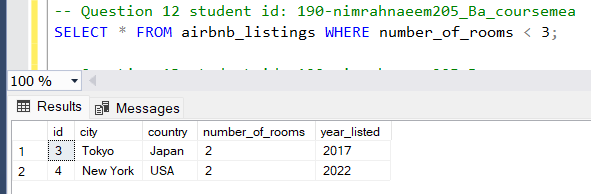 -- Question 12 student id: 190-nimrahnaeem205_Ba_coursemea
SELECT * FROM airbnb_listings WHERE number_of_rooms < 3;
100 %
Results Messages
id city country number_of_rooms year_listed
1 3 Tokyo Japan 2 2017
2 4 New York USA 2 2022